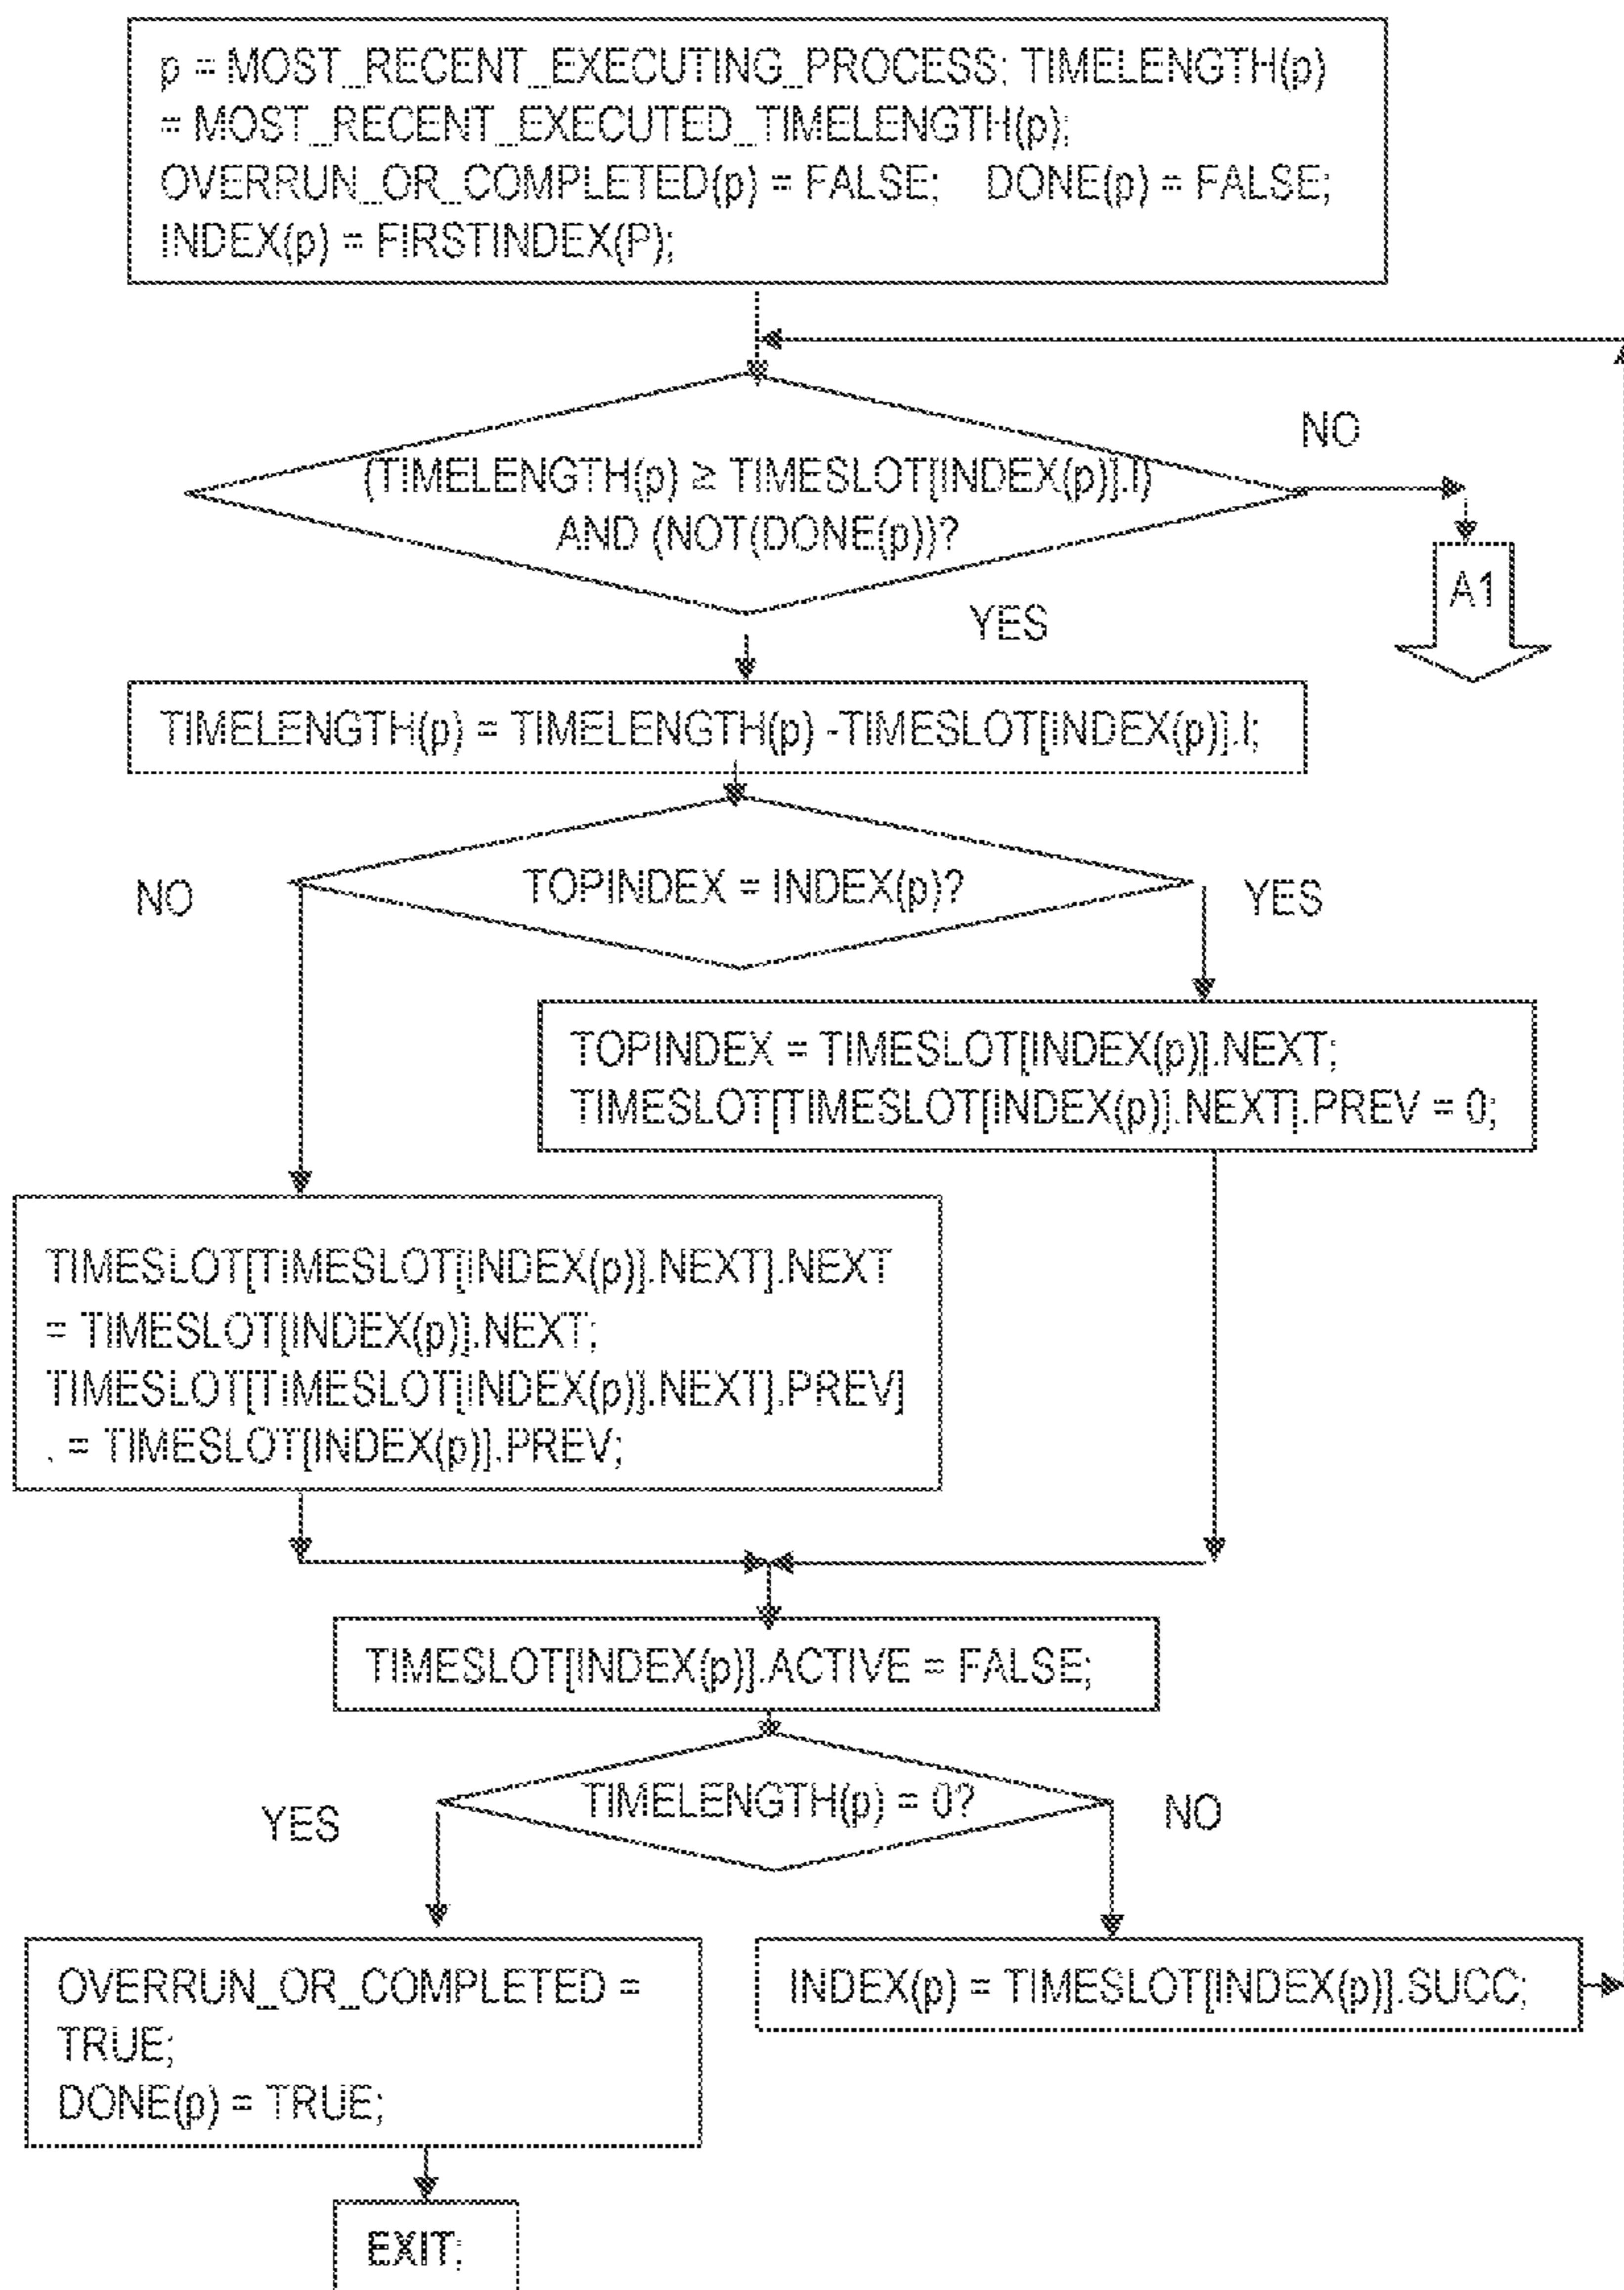 p = MOST_RECENT_EXECUTING_PROCESS; TIMELENGTH(p)
= MOST_RECENT_EXECUTED_TIMELENGTH(p);
OVERRUN_OR_COMPLETED(p) = FALSE; DONE(p) = FALSE;
INDEX(p) = FIRSTINDEX(P);
NO
(TIMELENGTH(p) ≥ TIMESLOT[INDEX(p)].l)
AND (NOT(DONE(p))?
A1
YES
TIMELENGTH(p) = TIMELENGTH(p) -TIMESLOT[INDEX(p)].l;
NO
TOPINDEX = INDEX(p)?
YES
TOPINDEX = TIMESLOT[INDEX(p)].NEXT;
TIMESLOT[TIMESLOT[INDEX(p)].NEXT].PREV = 0;
TIMESLOT[TIMESLOT[INDEX(p)].NEXT].NEXT
= TIMESLOT[INDEX(p)].NEXT;
TIMESLOT[TIMESLOT[INDEX(p)].NEXT].PREV]
. = TIMESLOT[INDEX(p)].PREV;
TIMESLOT[INDEX(p)].ACTIVE = FALSE;
YES
TIMELENGTH(p) = 0?
NO
OVERRUN_OR_COMPLETED =
TRUE;
DONE(p) = TRUE;
INDEX(p) = TIMESLOT[INDEX(p)].SUCC;
EXIT;